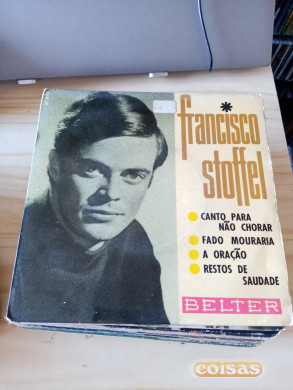 francisco
stoffel
CANTO PARA
NÃO CHORAR
FADO MOURARIA
A ORAÇÃO
RESTOS DE
SAUDADE
BELTER
coisas